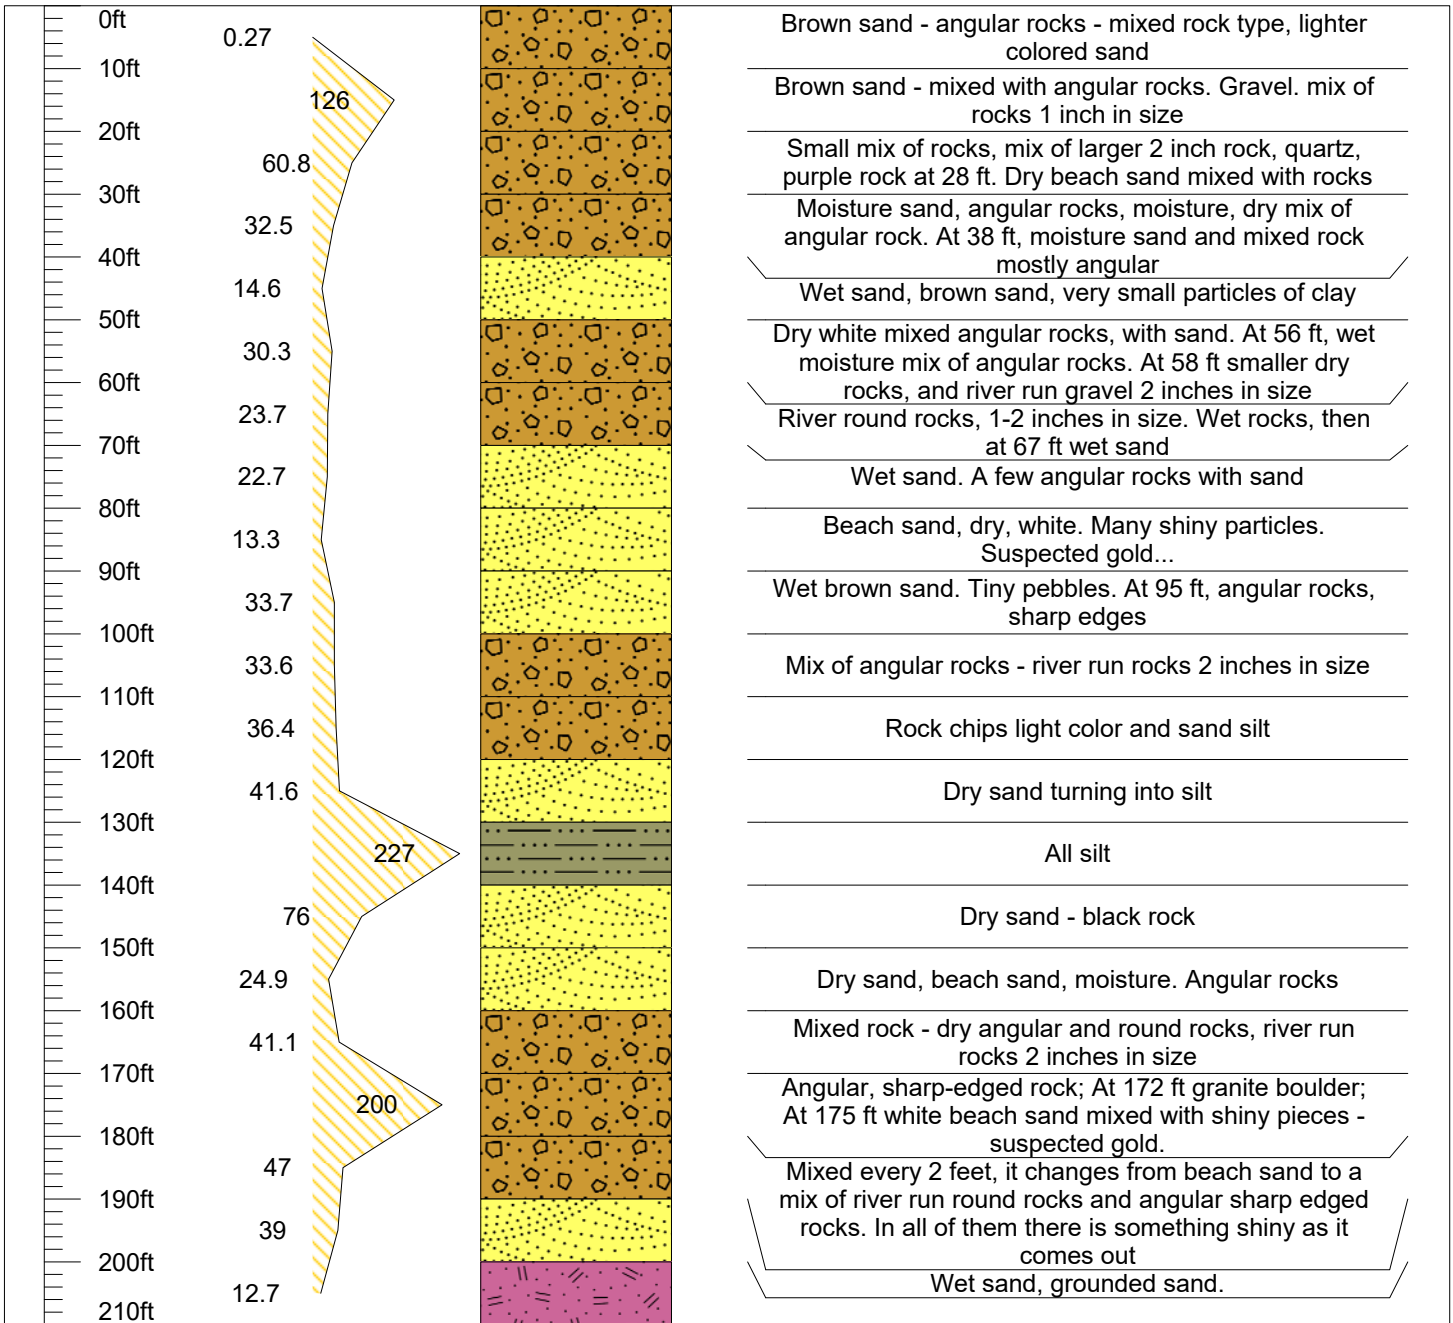 0ft
0.27
Brown sand - angular rocks - mixed rock type, lighter
colored sand
10ft
126
Brown sand - mixed with angular rocks. Gravel. mix of
rocks 1 inch in size
20ft
60.8
Small mix of rocks, mix of larger 2 inch rock, quartz,
purple rock at 28 ft. Dry beach sand mixed with rocks
30ft
32.5
Moisture sand, angular rocks, moisture, dry mix of
angular rock. At 38 ft, moisture sand and mixed rock
mostly angular
40ft
14.6
Wet sand, brown sand, very small particles of clay
50ft
30.3
Dry white mixed angular rocks, with sand. At 56 ft, wet
moisture mix of angular rocks. At 58 ft smaller dry
rocks, and river run gravel 2 inches in size
60ft
23.7
River round rocks, 1-2 inches in size. Wet rocks, then
at 67 ft wet sand
70ft
22.7
Wet sand. A few angular rocks with sand
80ft
13.3
Beach sand, dry, white. Many shiny particles.
Suspected gold...
90ft
33.7
Wet brown sand. Tiny pebbles. At 95 ft, angular rocks,
sharp edges
100ft
33.6
Mix of angular rocks - river run rocks 2 inches in size
110ft
36.4
Rock chips light color and sand silt
120ft
41.6
Dry sand turning into silt
130ft
227
All silt
140ft
76
Dry sand - black rock
150ft
24.9
Dry sand, beach sand, moisture. Angular rocks
160ft
41.1
Mixed rock - dry angular and round rocks, river run
rocks 2 inches in size
170ft
200
Angular, sharp-edged rock; At 172 ft granite boulder;
At 175 ft white beach sand mixed with shiny pieces -
suspected gold.
180ft
47
Mixed every 2 feet, it changes from beach sand to a
mix of river run round rocks and angular sharp edged
rocks. In all of them there is something shiny as it
comes out
190ft
39
200ft
12.7
Wet sand, grounded sand.
210ft